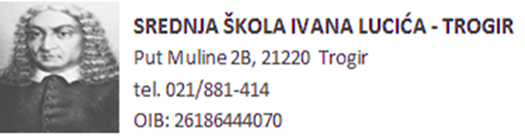 SREDNJA ŠKOLA IVANA LUCIĆA - TROGIR
Put Muline 2B, 21220 Trogir
tel. 021/881-414
OIB: 26186444070